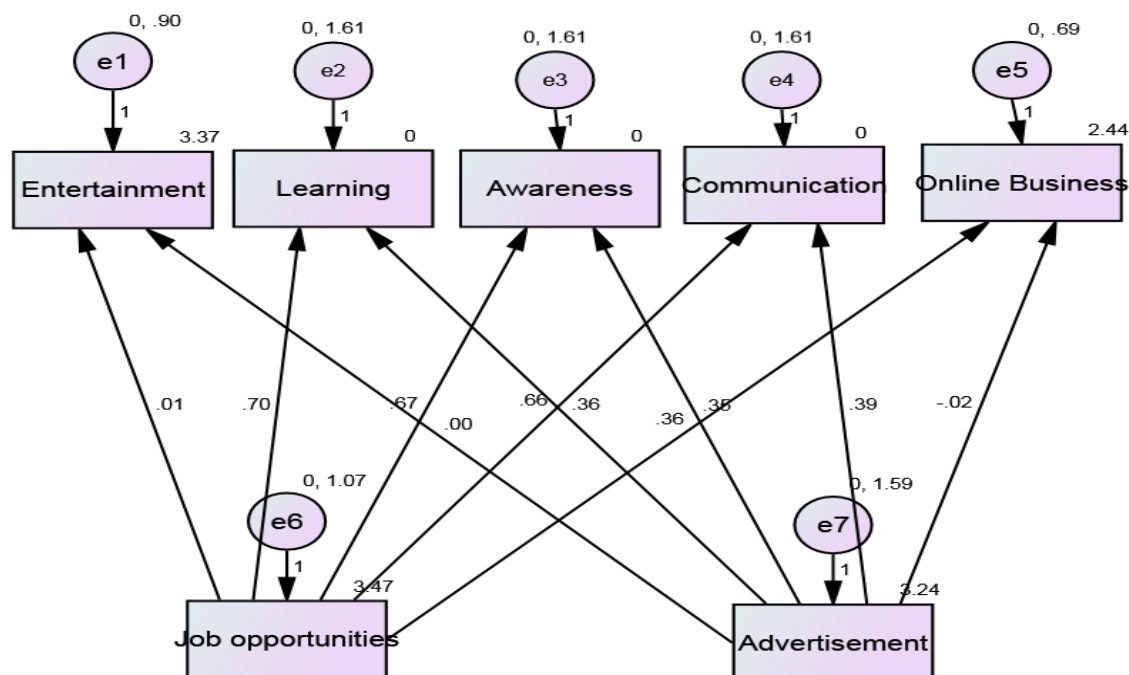 0, .90
0, 1.61
0, 1.61
0, 1.61
0, .69
e1
e2
e3
e4
e5
1
1
1
1
1
3.37
0
0
0
2.44
Entertainment
Learning
Awareness
Communication
Online Business
.01
.70
.67
.00
.66
.36
.36
.35
.39
-.02
0, 1.07
0, 1.59
e6
e7
1
1
3.47
3.24
Job opportunities
Advertisement